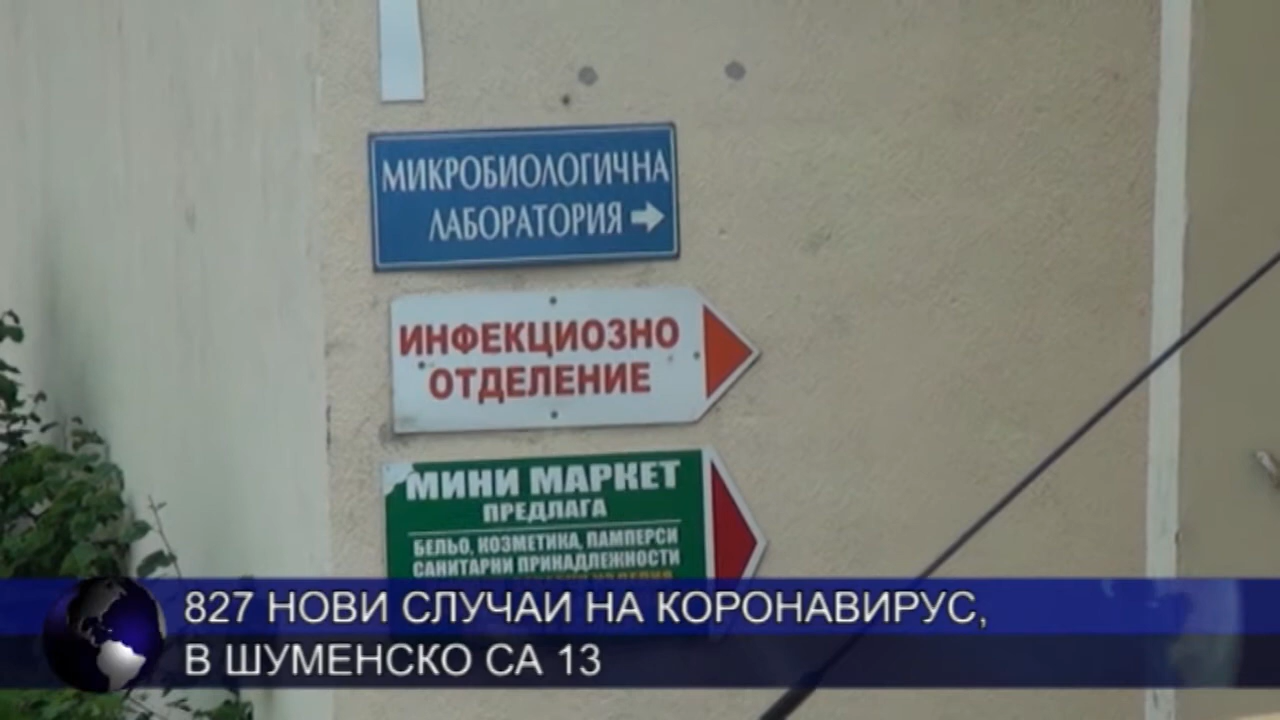 МИКРОБИОЛОГИЧНА
ЛАБОРАТОРИЯ
ИНФЕКЦИОЗНО
ОТДЕЛЕНИЕ
МИНИ МАРКЕТ
ПРЕДЛАГА
БЕЛЬО, КОЗМЕТИКА, ПАМПЕРСИ
САНИТАРНИ ПРИНАДЛЕЖНОСТИ
827 НОВИ СЛУЧАИ НА КОРОНАВИРУС,
В ШУМЕНСКО СА 13